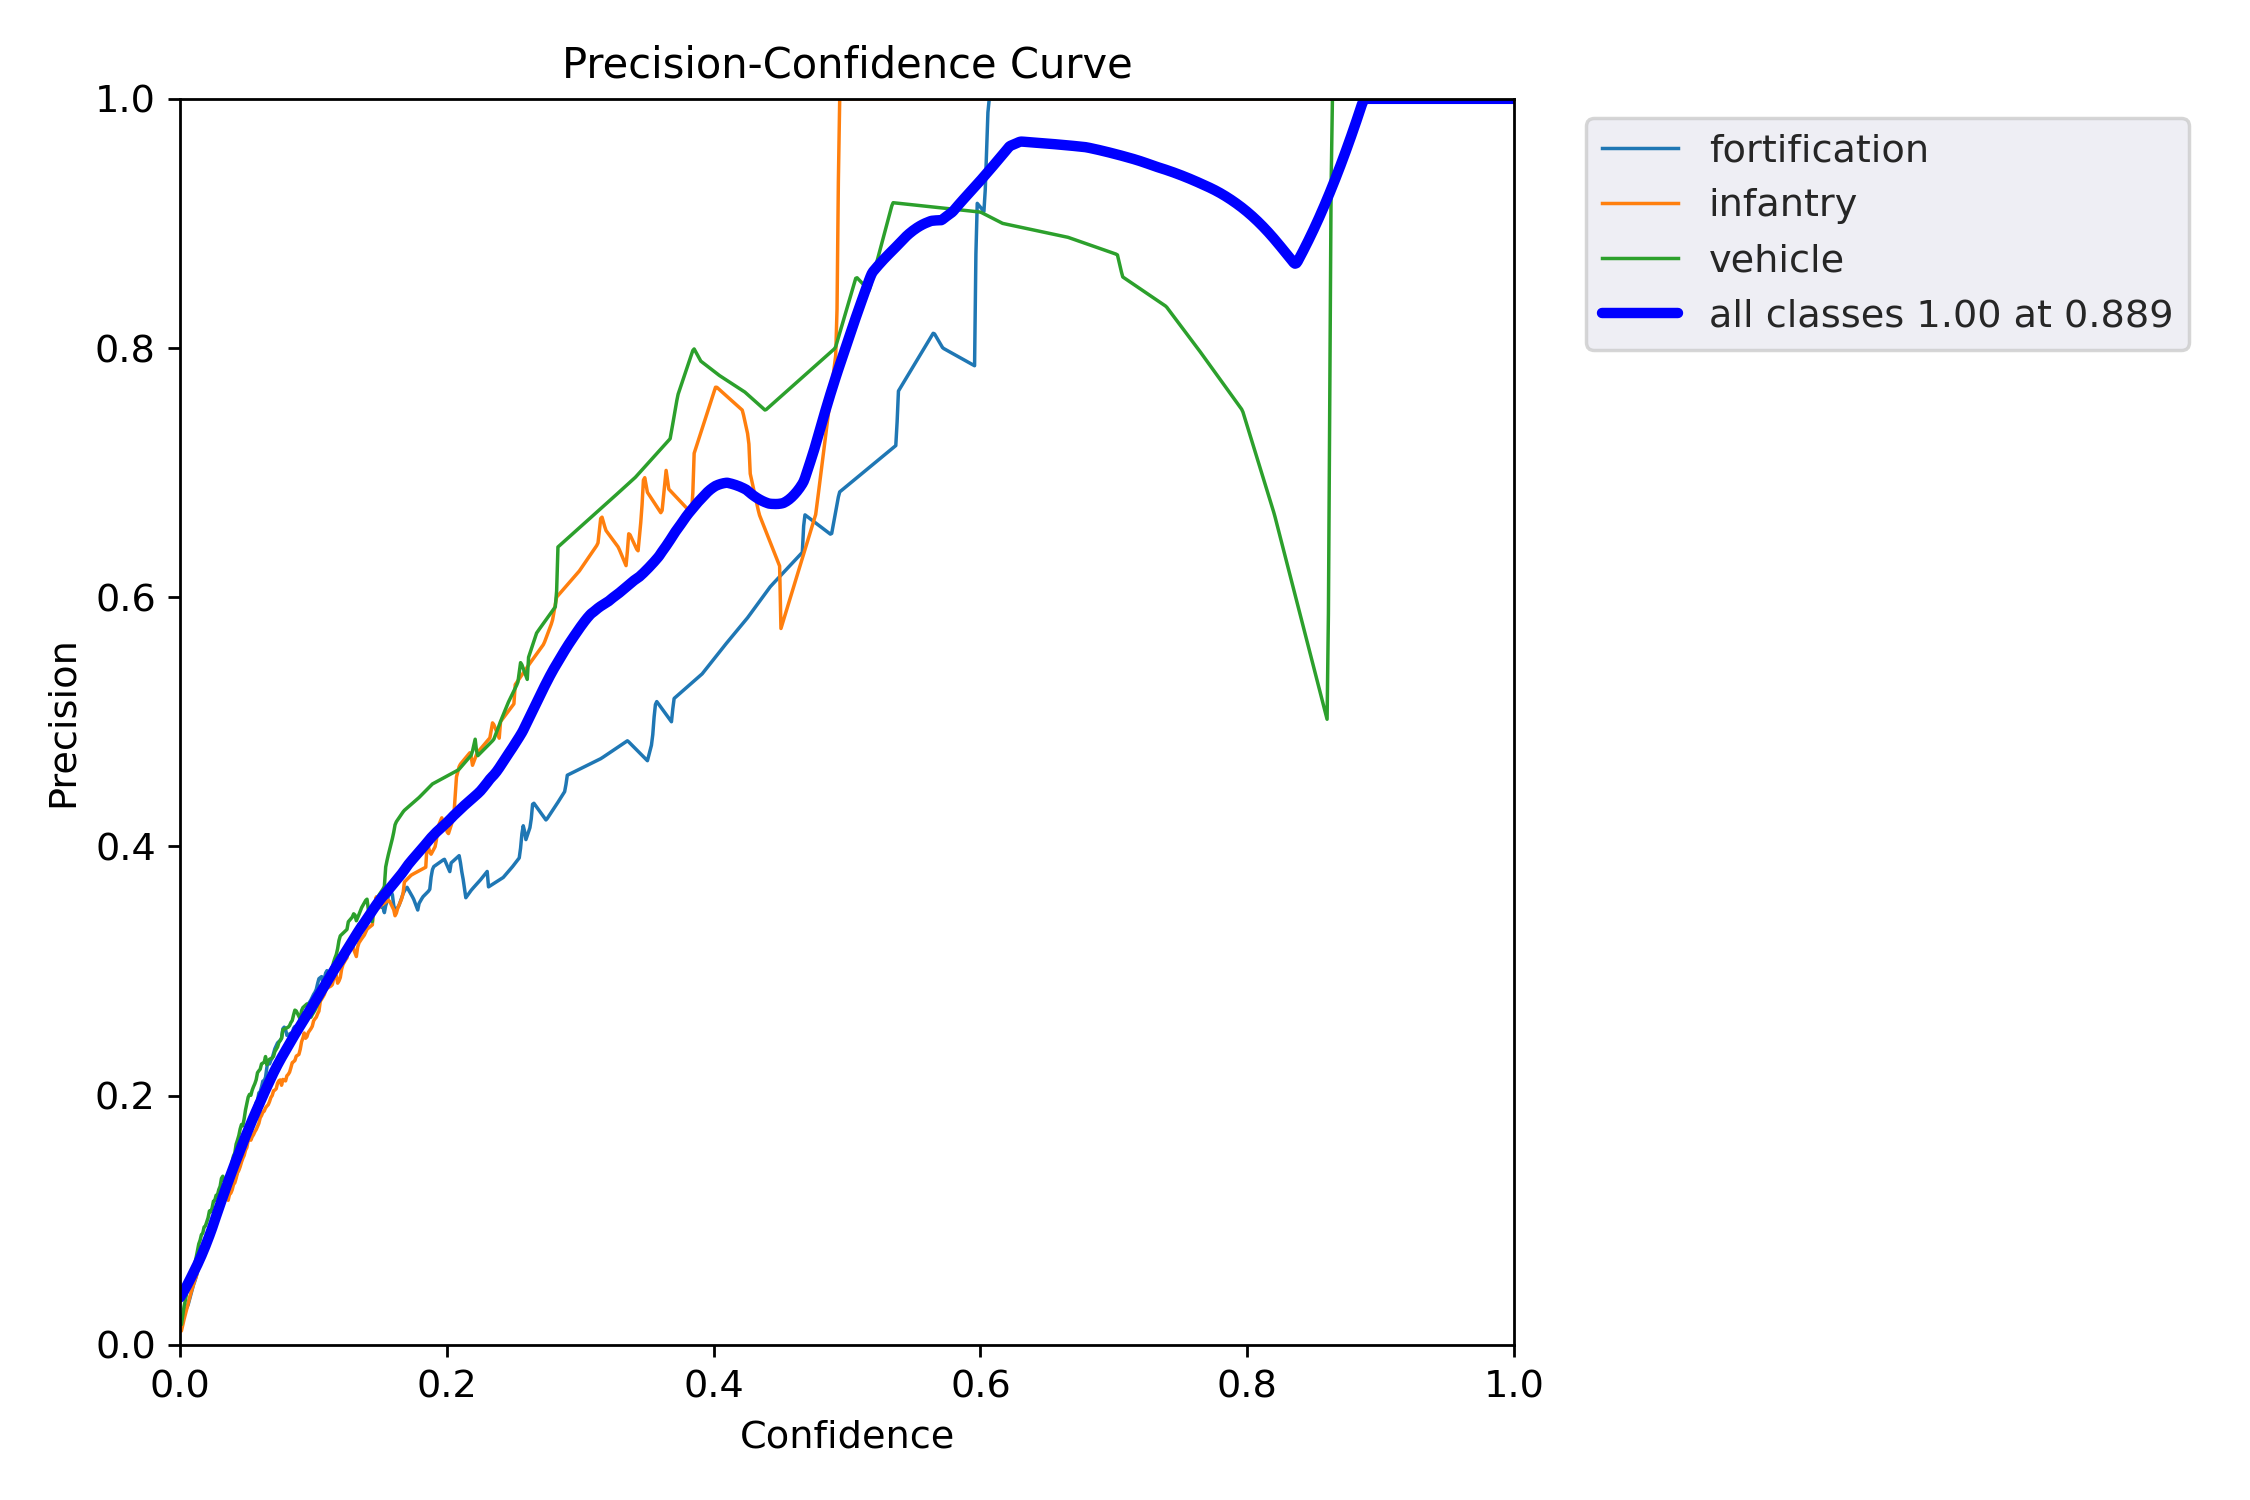 Precision-Confidence Curve
1.0
0.8
0.6
0.4
0.2
0.0
Precision
0.0 0.2 0.4 0.6 0.8 1.0
Confidence
fortification
infantry
vehicle
all classes 1.00 at 0.889